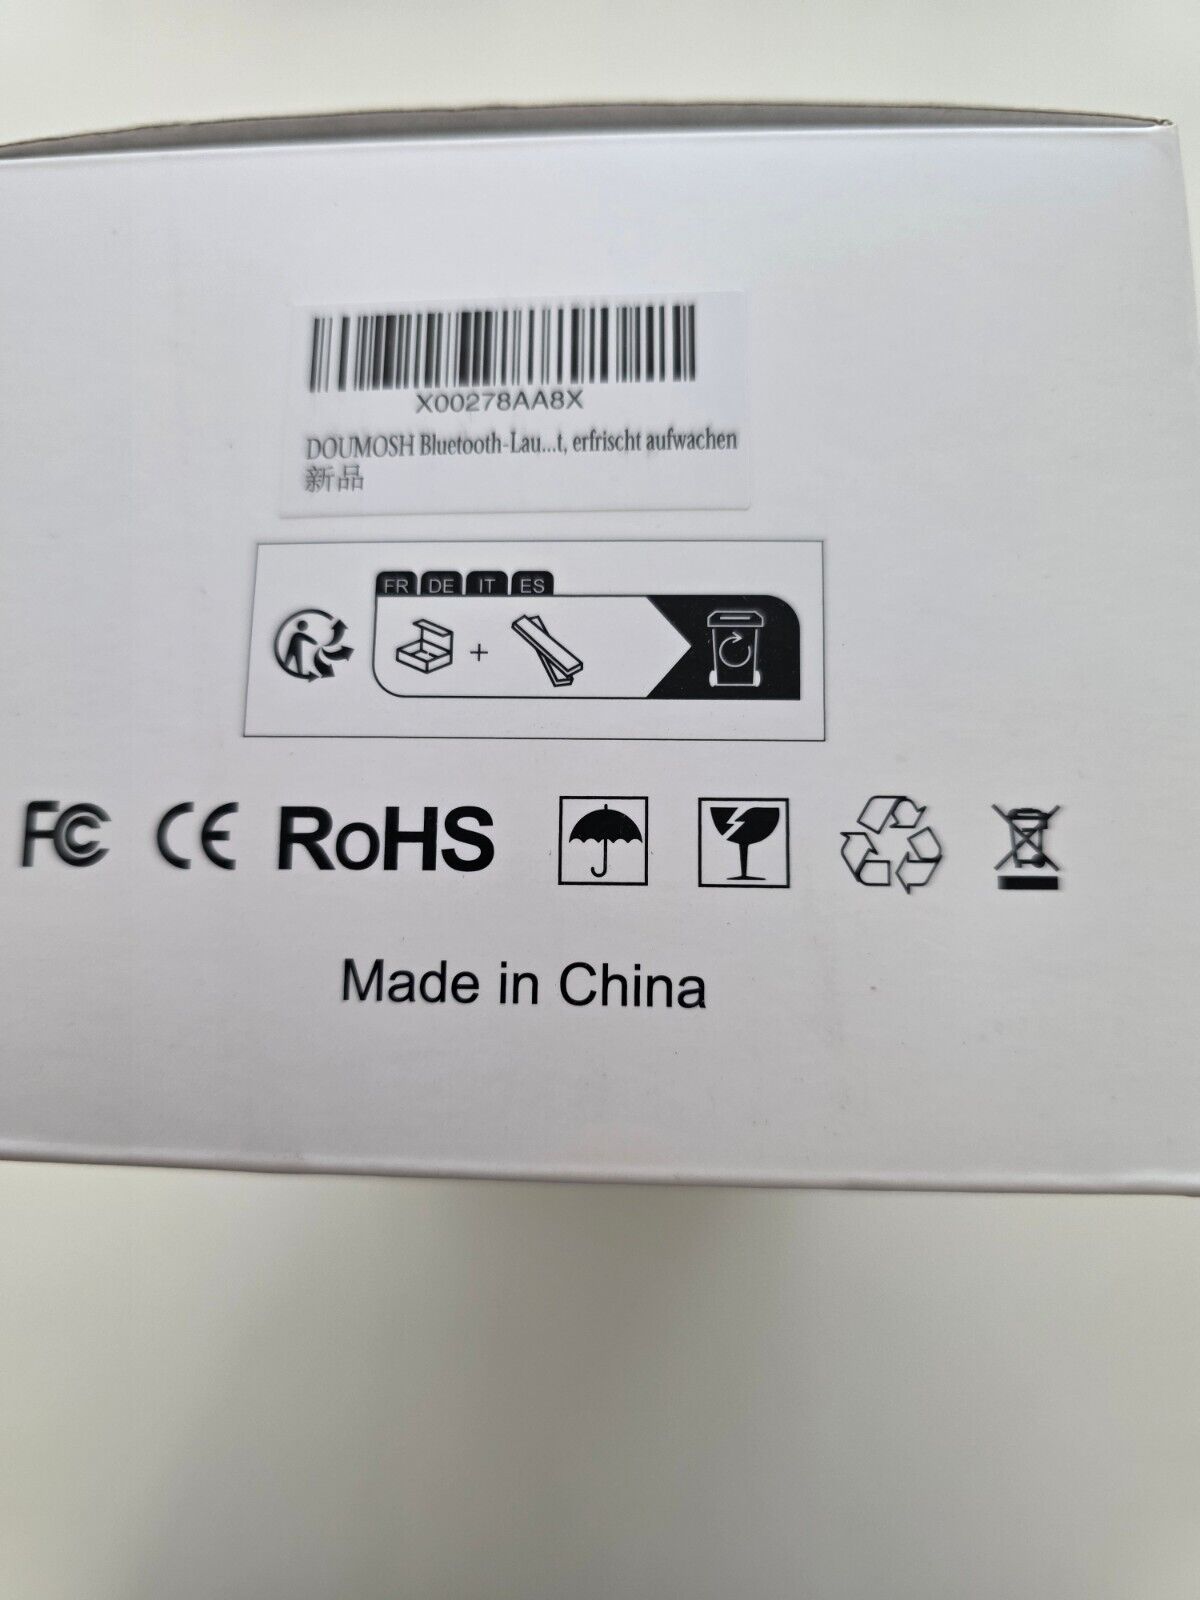 X00278AA8X
DOUMOSH Bluetooth-Lau...t, erfrischt aufwachen
新品
FR DE IT ES
FC CE RoHS
Made in China